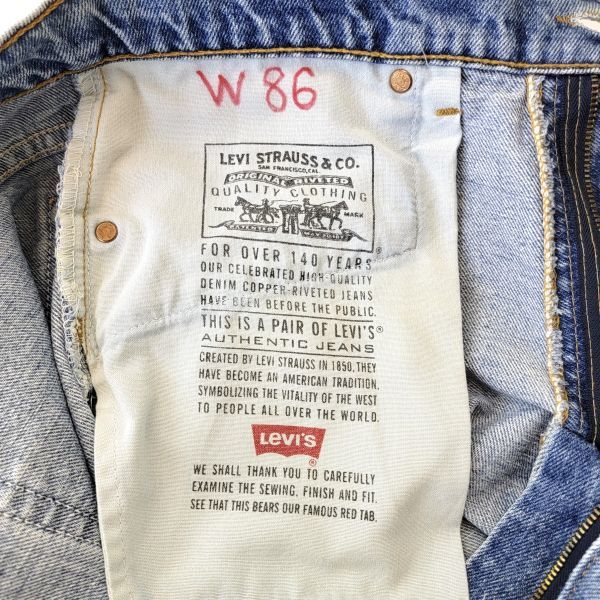 W 86
LEVI STRAUSS & CO.
SAN FRANCISCO, CAL.
ORIGINAL RIVETED
QUALITY CLOTHING
TRADE MARK
FOR OVER 140 YEARS
OUR CELEBRATED HIGH-QUALITY
DENIM COPPER-RIVETED JEANS
HAVE BEEN BEFORE THE PUBLIC.
THIS IS A PAIR OF LEVI'S®
AUTHENTIC JEANS
CREATED BY LEVI STRAUSS IN 1850, THEY
HAVE BECOME AN AMERICAN TRADITION,
SYMBOLIZING THE VITALITY OF THE WEST
TO PEOPLE ALL OVER THE WORLD.
LEVI'S
®
WE SHALL THANK YOU TO CAREFULLY
EXAMINE THE SEWING, FINISH AND FIT.
SEE THAT THIS BEARS OUR FAMOUS RED TAB.